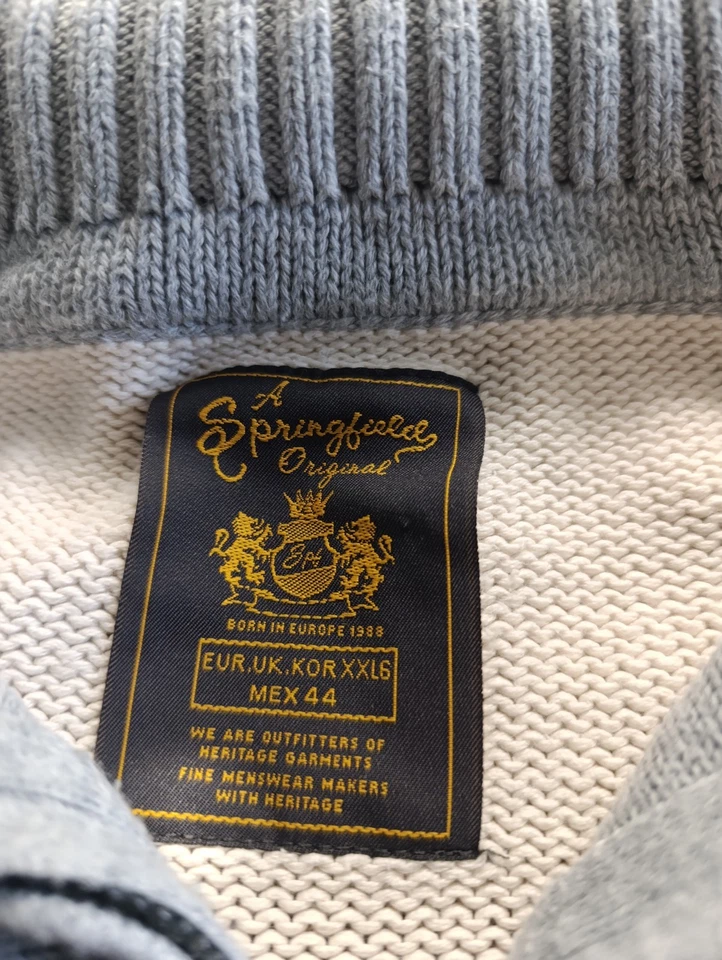 A
Springfield
Original
Spf
BORN IN EUROPE 1988
EUR.UK.KOR XXL6
MEX 44
WE ARE OUTFITTERS OF
HERITAGE GARMENTS
FINE MENSWEAR MAKERS
WITH HERITAGE